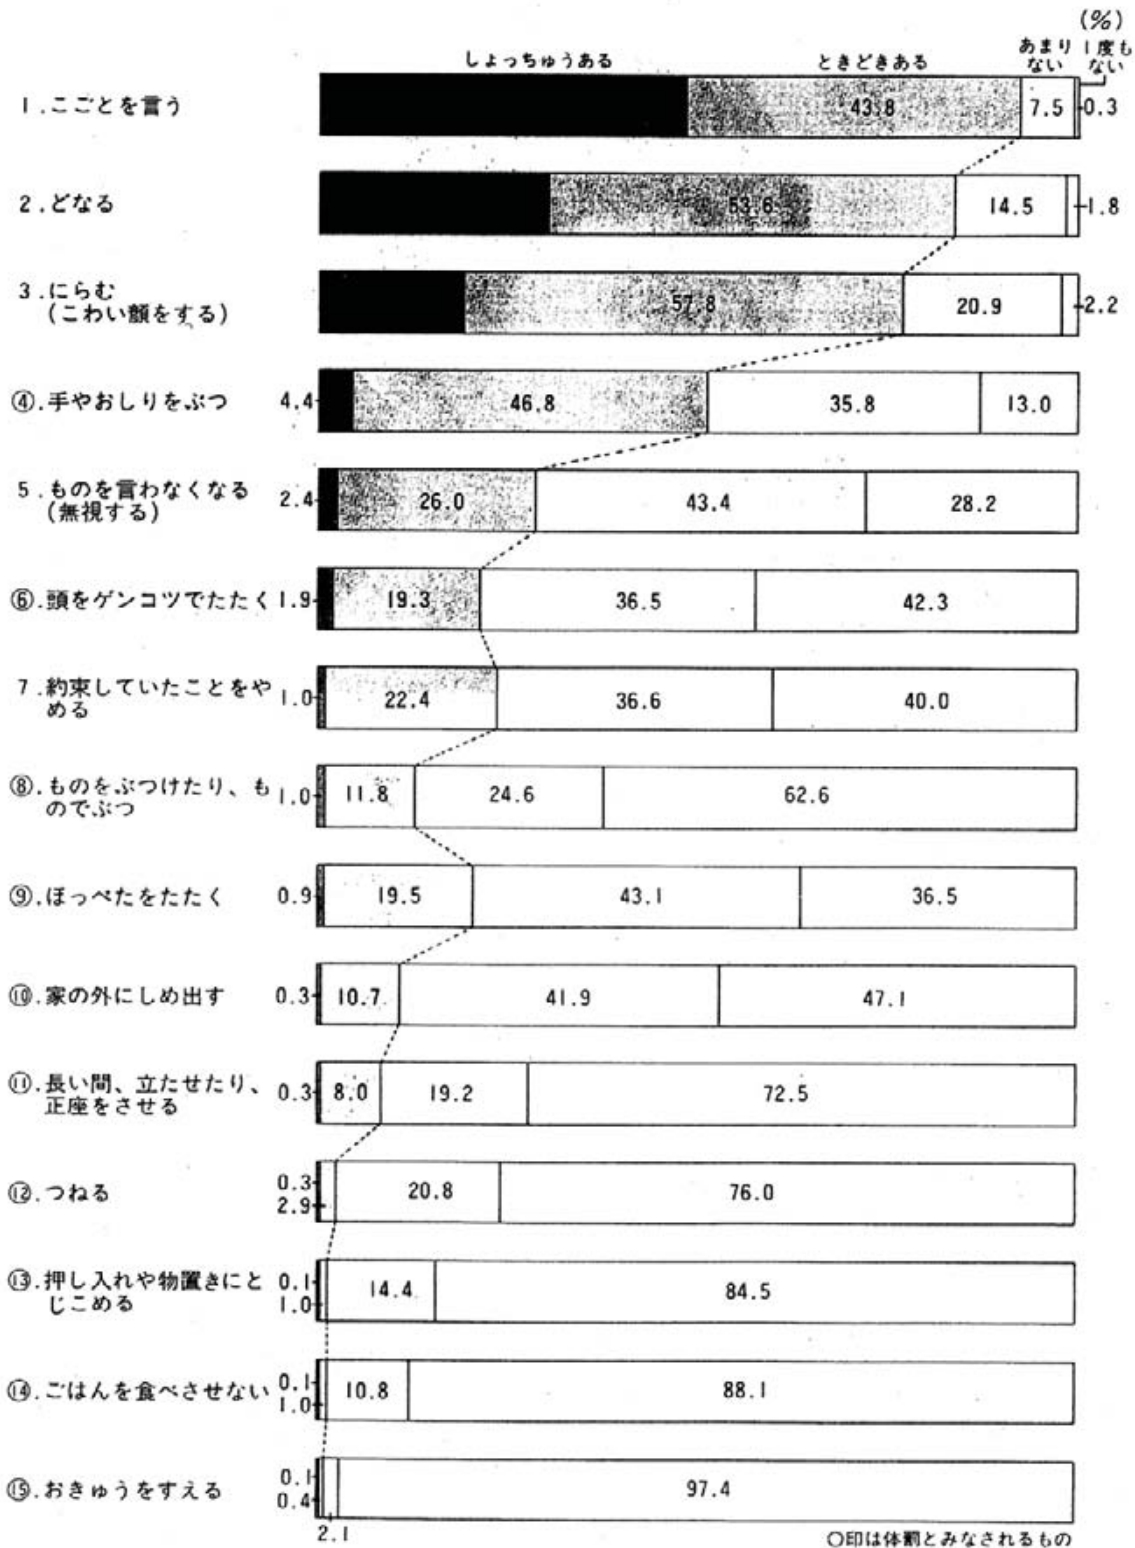 (%)
しょっちゅうある ときどきある あまりない 1度もない
1.こごとを言う 43.8 7.5 0.3
2.どなる 53.6 14.5 1.8
3.にらむ
(こわい顔をする) 57.8 20.9 2.2
④.手やおしりをぶつ 4.4 46.8 35.8 13.0
5.ものを言わなくなる
(無視する) 2.4 26.0 43.4 28.2
⑥.頭をゲンコツでたたく 1.9 19.3 36.5 42.3
7.約束していたことをや
める 1.0 22.4 36.6 40.0
⑧.ものをぶつけたり、も
のでぶつ 1.0 11.8 24.6 62.6
⑨.ほっぺたをたたく 0.9 19.5 43.1 36.5
⑩.家の外にしめ出す 0.3 10.7 41.9 47.1
⑪.長い間、立たせたり、
正座をさせる 0.3 8.0 19.2 72.5
⑫.つねる 0.3 2.9 20.8 76.0
⑬.押し入れや物置きにと
じこめる 0.1 1.0 14.4 84.5
⑭.ごはんを食べさせない 0.1 1.0 10.8 88.1
⑮.おきゅうをすえる 0.1 0.4 2.1 97.4
○印は体罰とみなされるもの